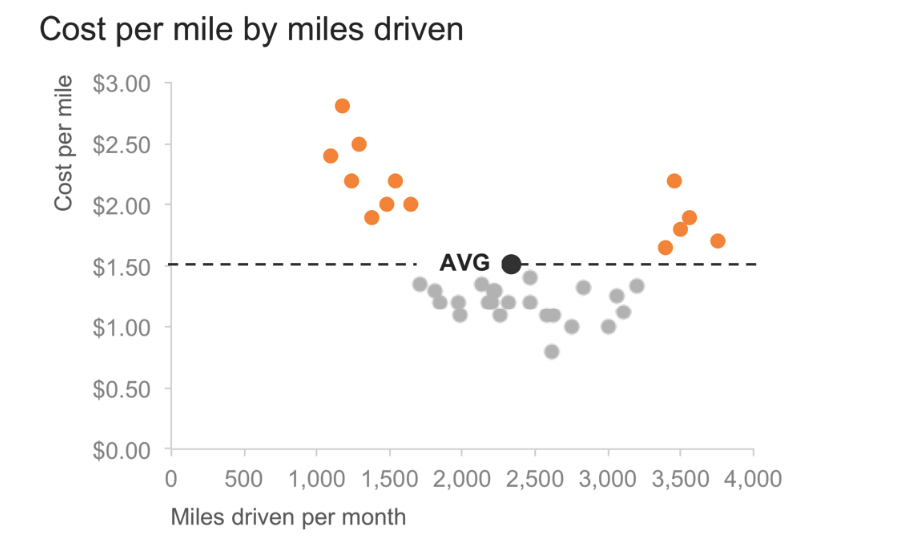 Cost per mile by miles driven
Cost per mile
$3.00
$2.50
$2.00
$1.50
$1.00
$0.50
$0.00
AVG
0 500 1,000 1,500 2,000 2,500 3,000 3,500 4,000
Miles driven per month